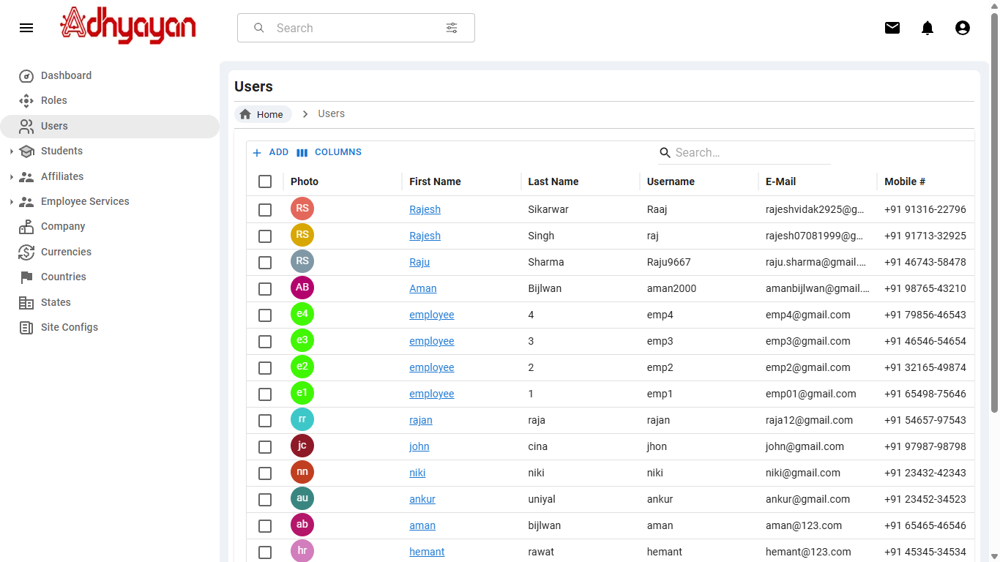 Adhyayan
Search
Dashboard
Roles
Users
Students
Affiliates
Employee Services
Company
Currencies
Countries
States
Site Configs
Users
Home Users
ADD COLUMNS Search…
Photo First Name Last Name Username E-Mail Mobile #
RS Rajesh Sikarwar Raaj rajeshvidak2925@g… +91 91316-22796
RS Rajesh Singh raj rajesh07081999@g… +91 91713-32925
RS Raju Sharma Raju9667 raju.sharma@gmail.… +91 46743-58478
AB Aman Bijlwan aman2000 amanbijlwan@gmail.… +91 98765-43210
e4 employee 4 emp4 emp4@gmail.com +91 79856-46543
e3 employee 3 emp3 emp3@gmail.com +91 46546-54654
e2 employee 2 emp2 emp2@gmail.com +91 32165-49874
e1 employee 1 emp1 emp01@gmail.com +91 65498-75646
rr rajan raja rajan raja12@gmail.com +91 54657-97543
jc john cina jhon john@gmail.com +91 97987-98798
nn niki niki niki niki@gmail.com +91 23432-42343
au ankur uniyal ankur ankur@gmail.com +91 23452-34523
ab aman bijlwan aman aman@123.com +91 65465-46546
hr hemant rawat hemant hemant@123.com +91 45345-34534